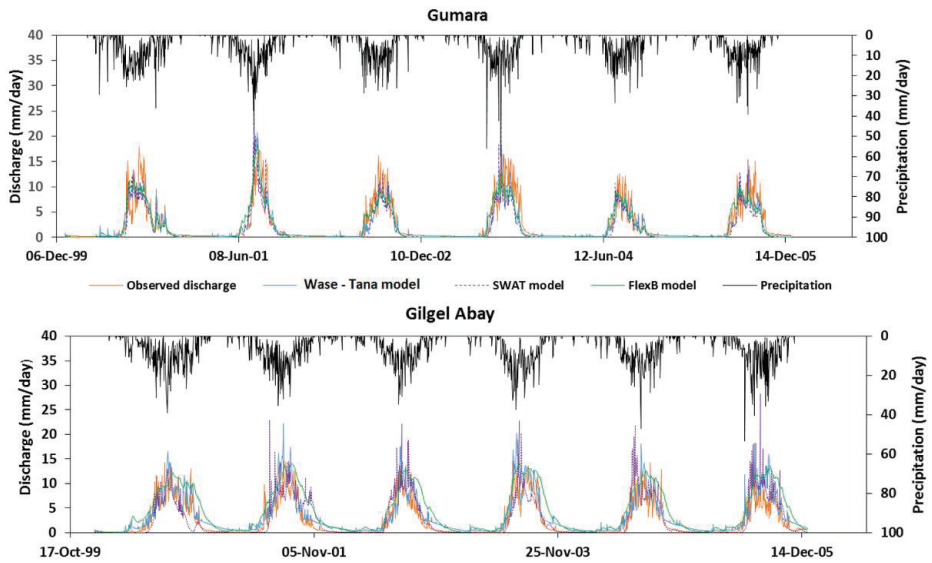 Gumara
Discharge (mm/day)
40
35
30
25
20
15
10
5
0
Precipitation (mm/day)
0
10
20
30
40
50
60
70
80
90
100
06-Dec-99
08-Jun-01
10-Dec-02
12-Jun-04
14-Dec-05
Observed discharge
Wase - Tana model
SWAT model
FlexB model
Precipitation
Gilgel Abay
Discharge (mm/day)
40
35
30
25
20
15
10
5
0
Precipitation (mm/day)
0
20
40
60
80
100
17-Oct-99
05-Nov-01
25-Nov-03
14-Dec-05